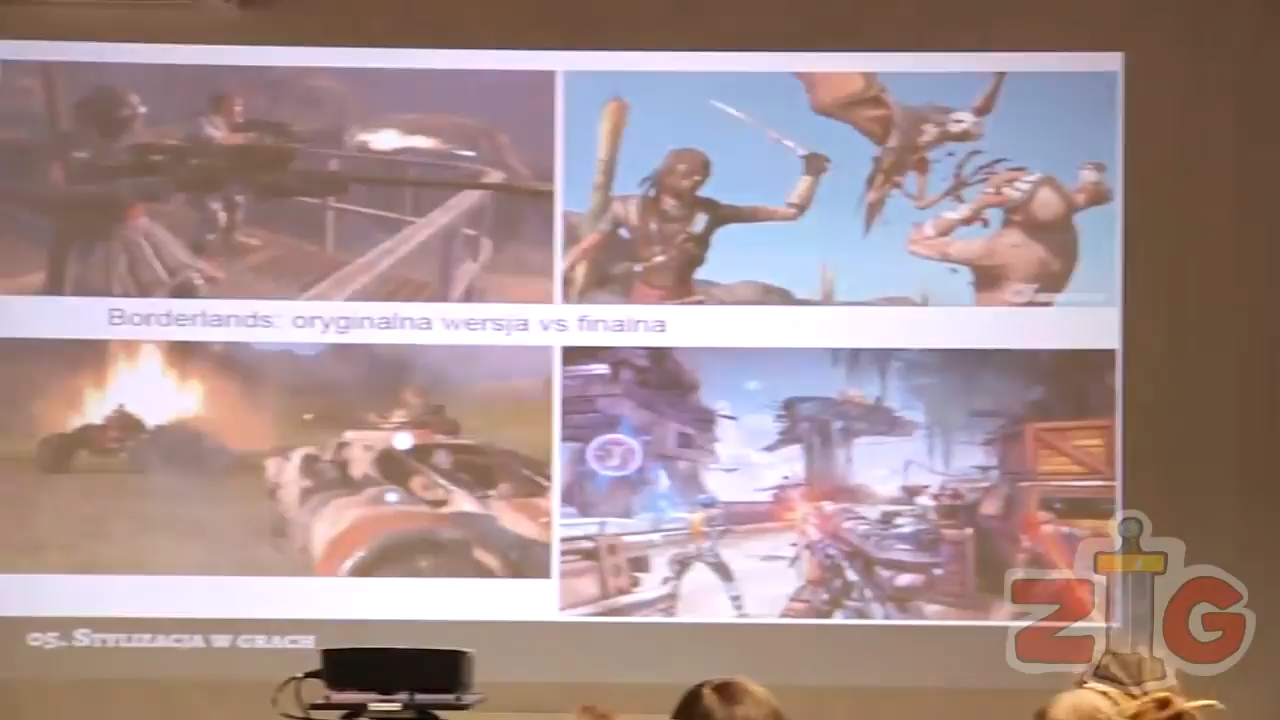 Borderlands: oryginalna wersja vs finalna
05. Stylizacja w grach
ZIG